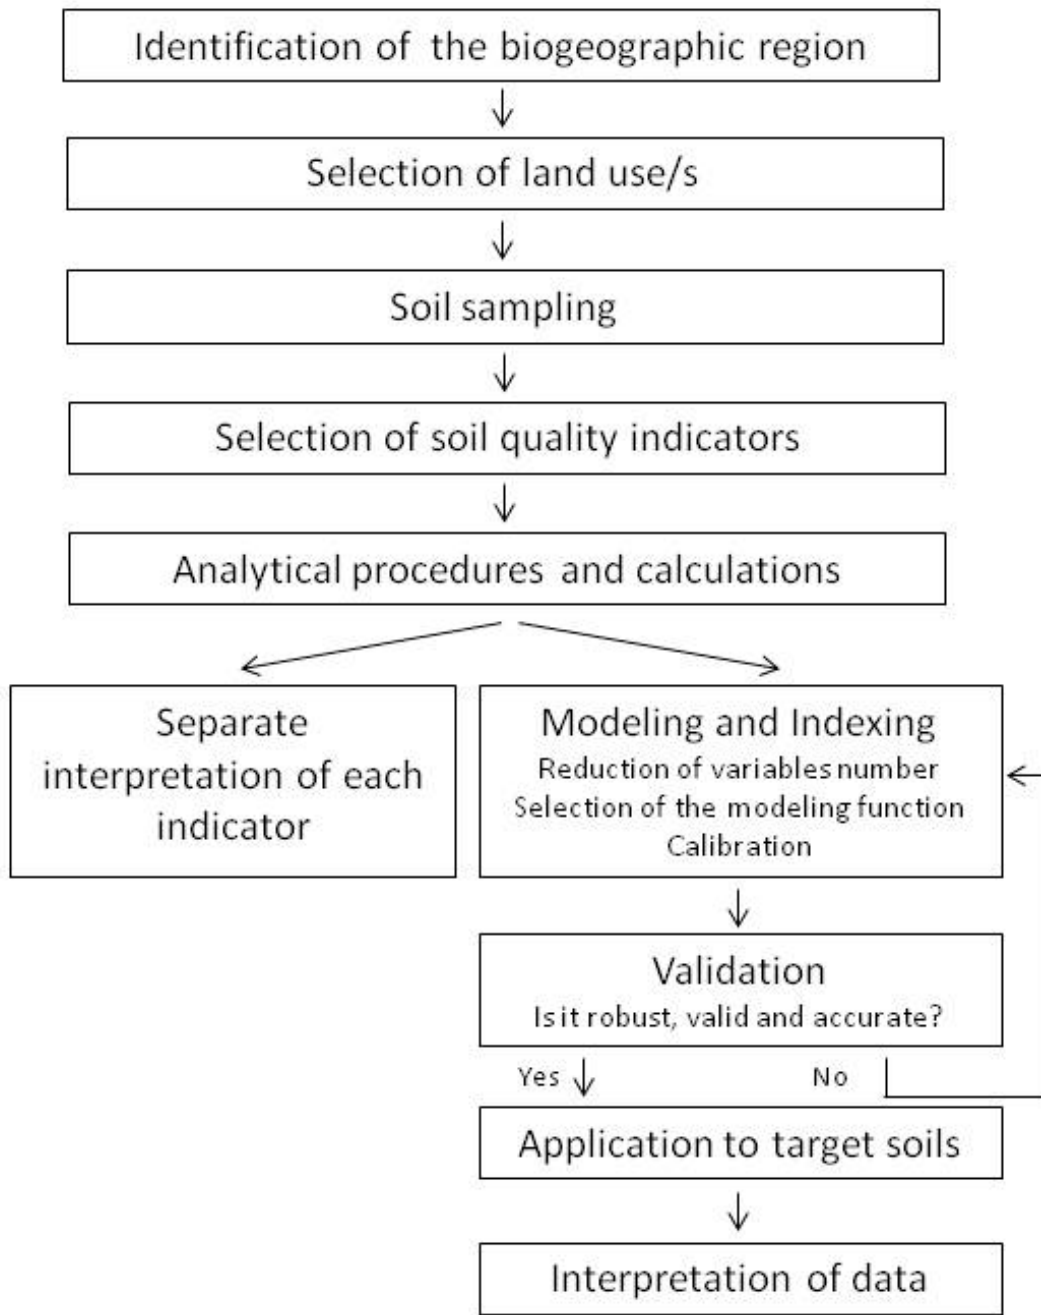 Identification of the biogeographic region
Selection of land use/s
Soil sampling
Selection of soil quality indicators
Analytical procedures and calculations
Separate
interpretation of each
indicator
Modeling and Indexing
Reduction of variables number
Selection of the modeling function
Calibration
Validation
Is it robust, valid and accurate?
Yes
No
Application to target soils
Interpretation of data